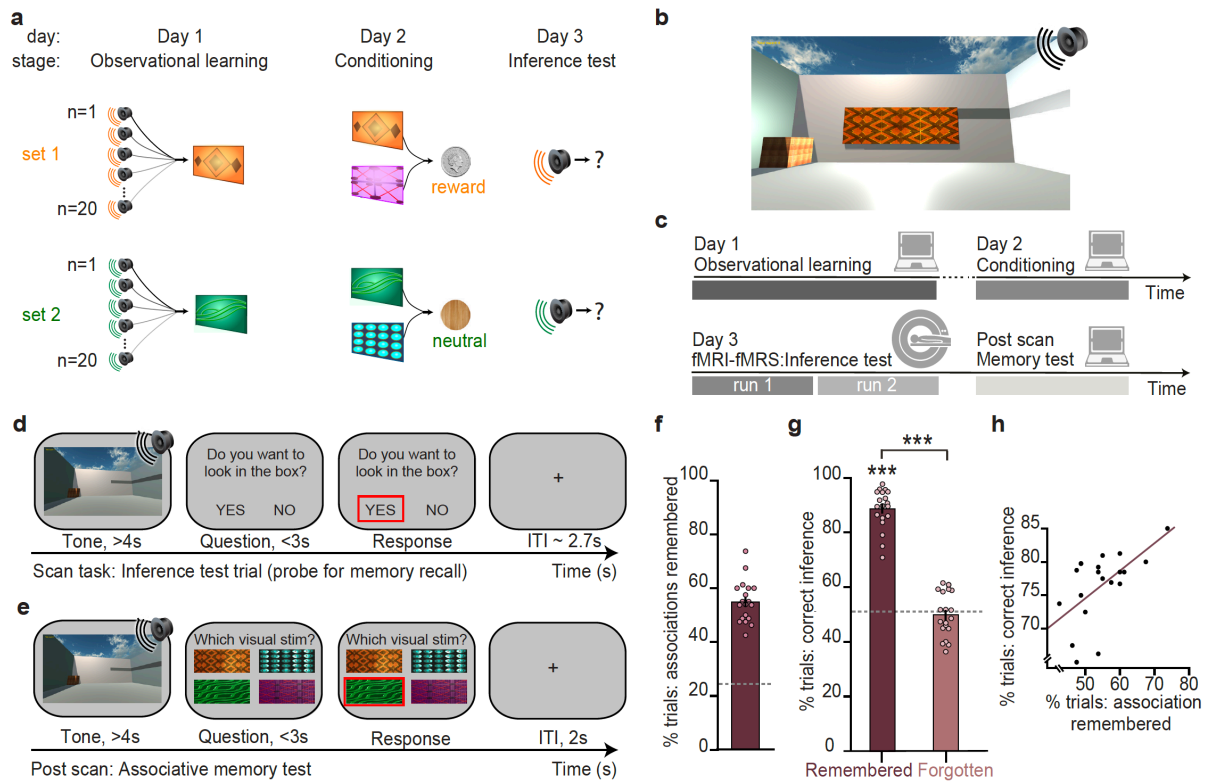 a
day: Day 1 Day 2 Day 3
stage: Observational learning Conditioning Inference test
n=1
set 1
n=20
reward
?
n=1
set 2
n=20
neutral
?
b
c
Day 1
Observational learning
Day 2
Conditioning
Time
Day 3
fMRI-fMRS:Inference test
Post scan
Memory test
run 1 run 2
Time
d
Do you want to
look in the box?
YES NO
Do you want to
look in the box?
YES NO
+
Tone, >4s Question, <3s Response ITI ~ 2.7s
Scan task: Inference test trial (probe for memory recall) Time (s)
e
Which visual stim?
Which visual stim?
+
Tone, >4s Question, <3s Response ITI, 2s
Post scan: Associative memory test Time (s)
f
% trials: associations remembered
100
80
60
40
20
0
g
% trials: correct inference
***
***
100
80
60
40
20
0
Remembered Forgotten
h
% trials: correct inference
85
80
75
70
50 60 70 80
% trials: association
remembered